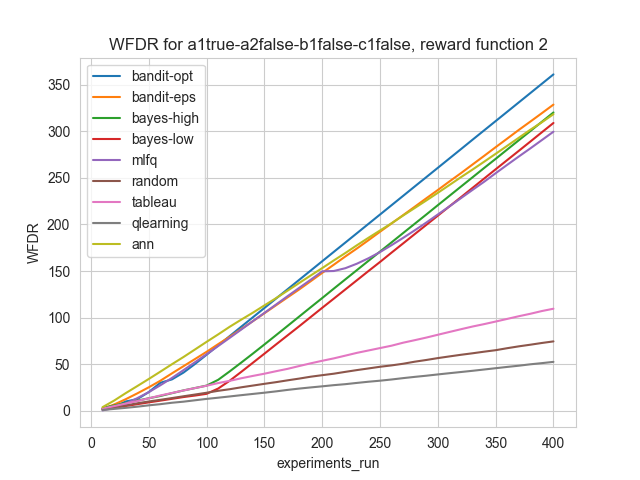 WFDR for a1true-a2false-b1false-c1false, reward function 2
bandit-opt
bandit-eps
bayes-high
bayes-low
mlfq
random
tableau
qlearning
ann
WFDR
350
300
250
200
150
100
50
0
0 50 100 150 200 250 300 350 400
experiments_run